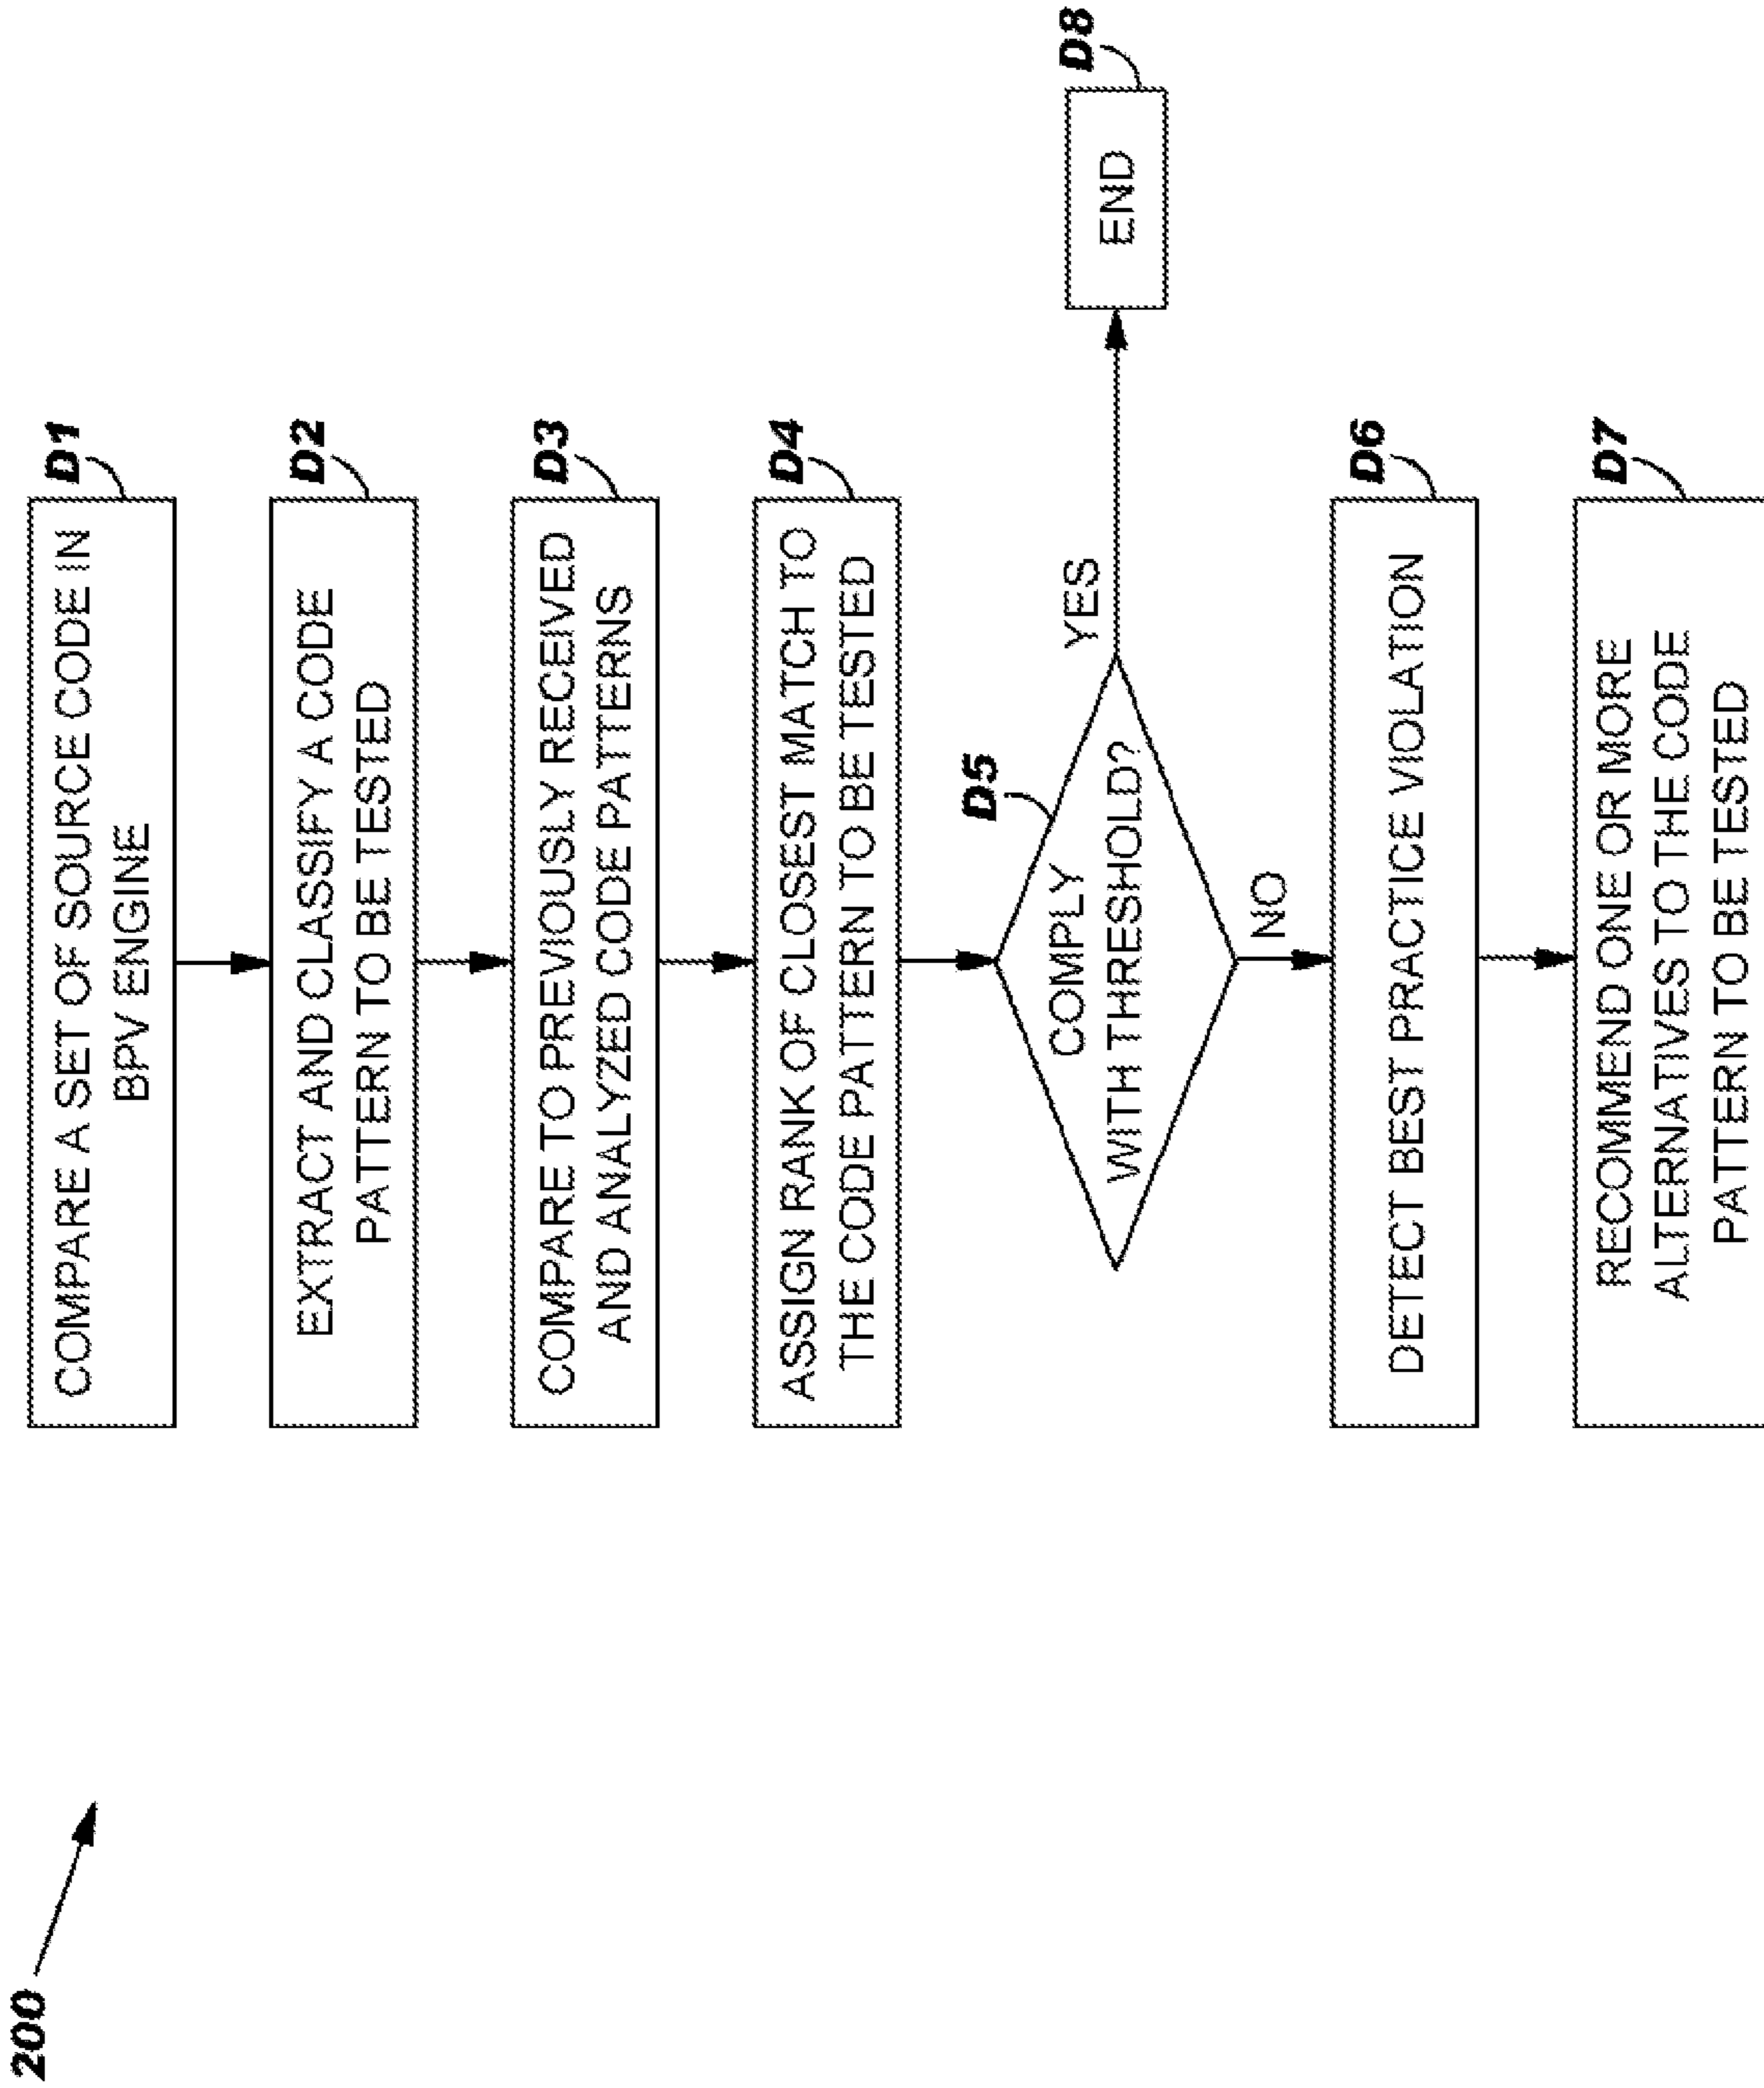 200
D1
COMPARE A SET OF SOURCE CODE IN
BPV ENGINE
D2
EXTRACT AND CLASSIFY A CODE
PATTERN TO BE TESTED
D3
COMPARE TO PREVIOUSLY RECEIVED
AND ANALYZED CODE PATTERNS
D4
ASSIGN RANK OF CLOSEST MATCH TO
THE CODE PATTERN TO BE TESTED
D5
COMPLY
WITH THRESHOLD?
YES
D8
END
NO
D6
DETECT BEST PRACTICE VIOLATION
D7
RECOMMEND ONE OR MORE
ALTERNATIVES TO THE CODE
PATTERN TO BE TESTED